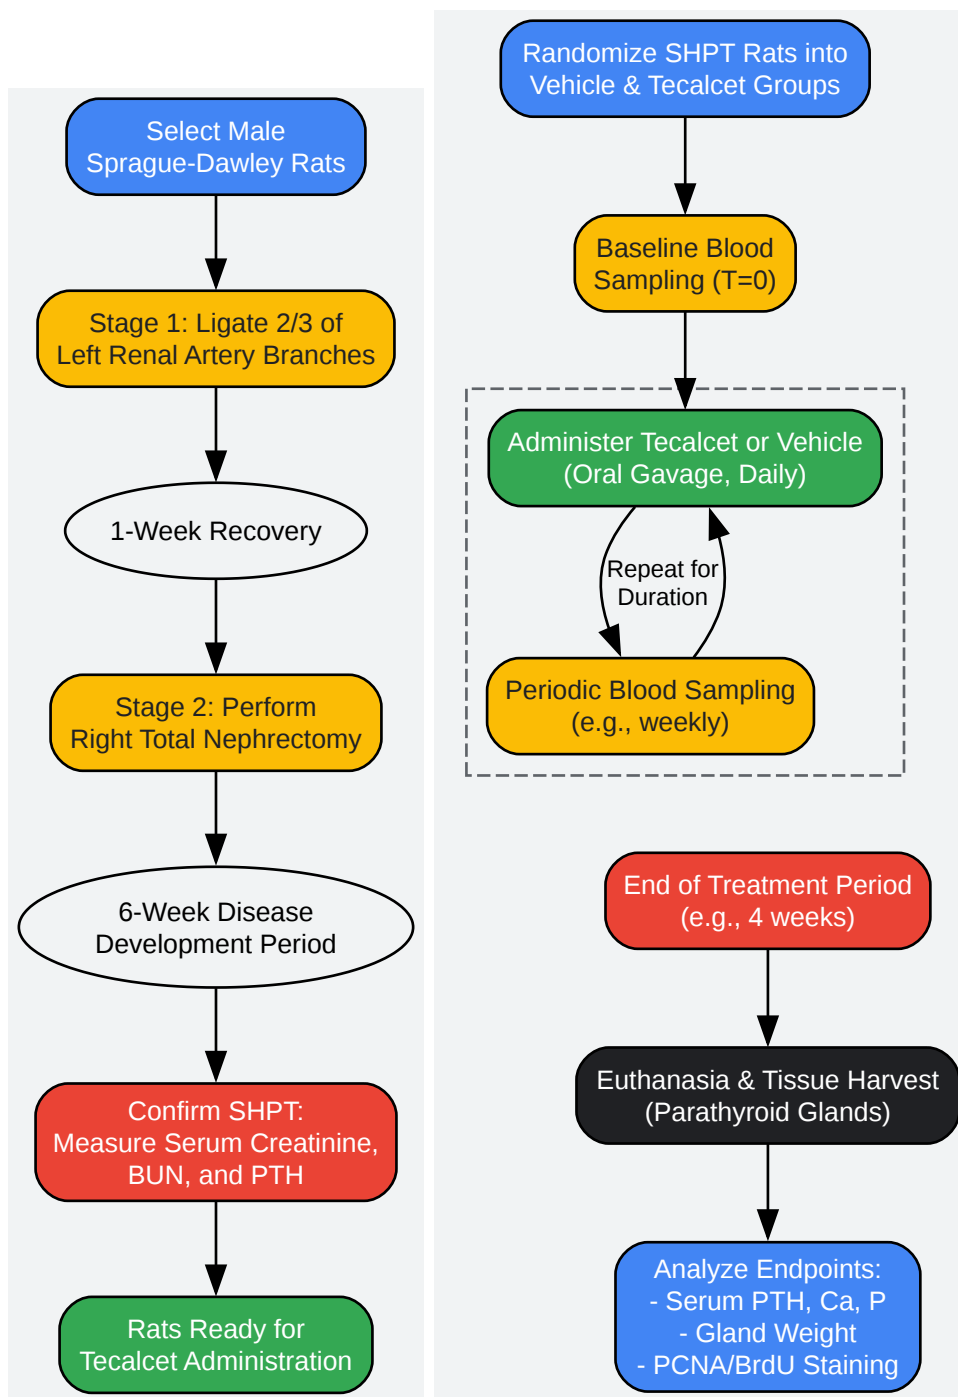 Select Male
Sprague-Dawley Rats
Stage 1: Ligate 2/3 of
Left Renal Artery Branches
1-Week Recovery
Stage 2: Perform
Right Total Nephrectomy
6-Week Disease
Development Period
Confirm SHPT:
Measure Serum Creatinine,
BUN, and PTH
Rats Ready for
Tecalcet Administration
Randomize SHPT Rats into
Vehicle & Tecalcet Groups
Baseline Blood
Sampling (T=0)
Administer Tecalcet or Vehicle
(Oral Gavage, Daily)
Repeat for
Duration
Periodic Blood Sampling
(e.g., weekly)
End of Treatment Period
(e.g., 4 weeks)
Euthanasia & Tissue Harvest
(Parathyroid Glands)
Analyze Endpoints:
- Serum PTH, Ca, P
- Gland Weight
- PCNA/BrdU Staining